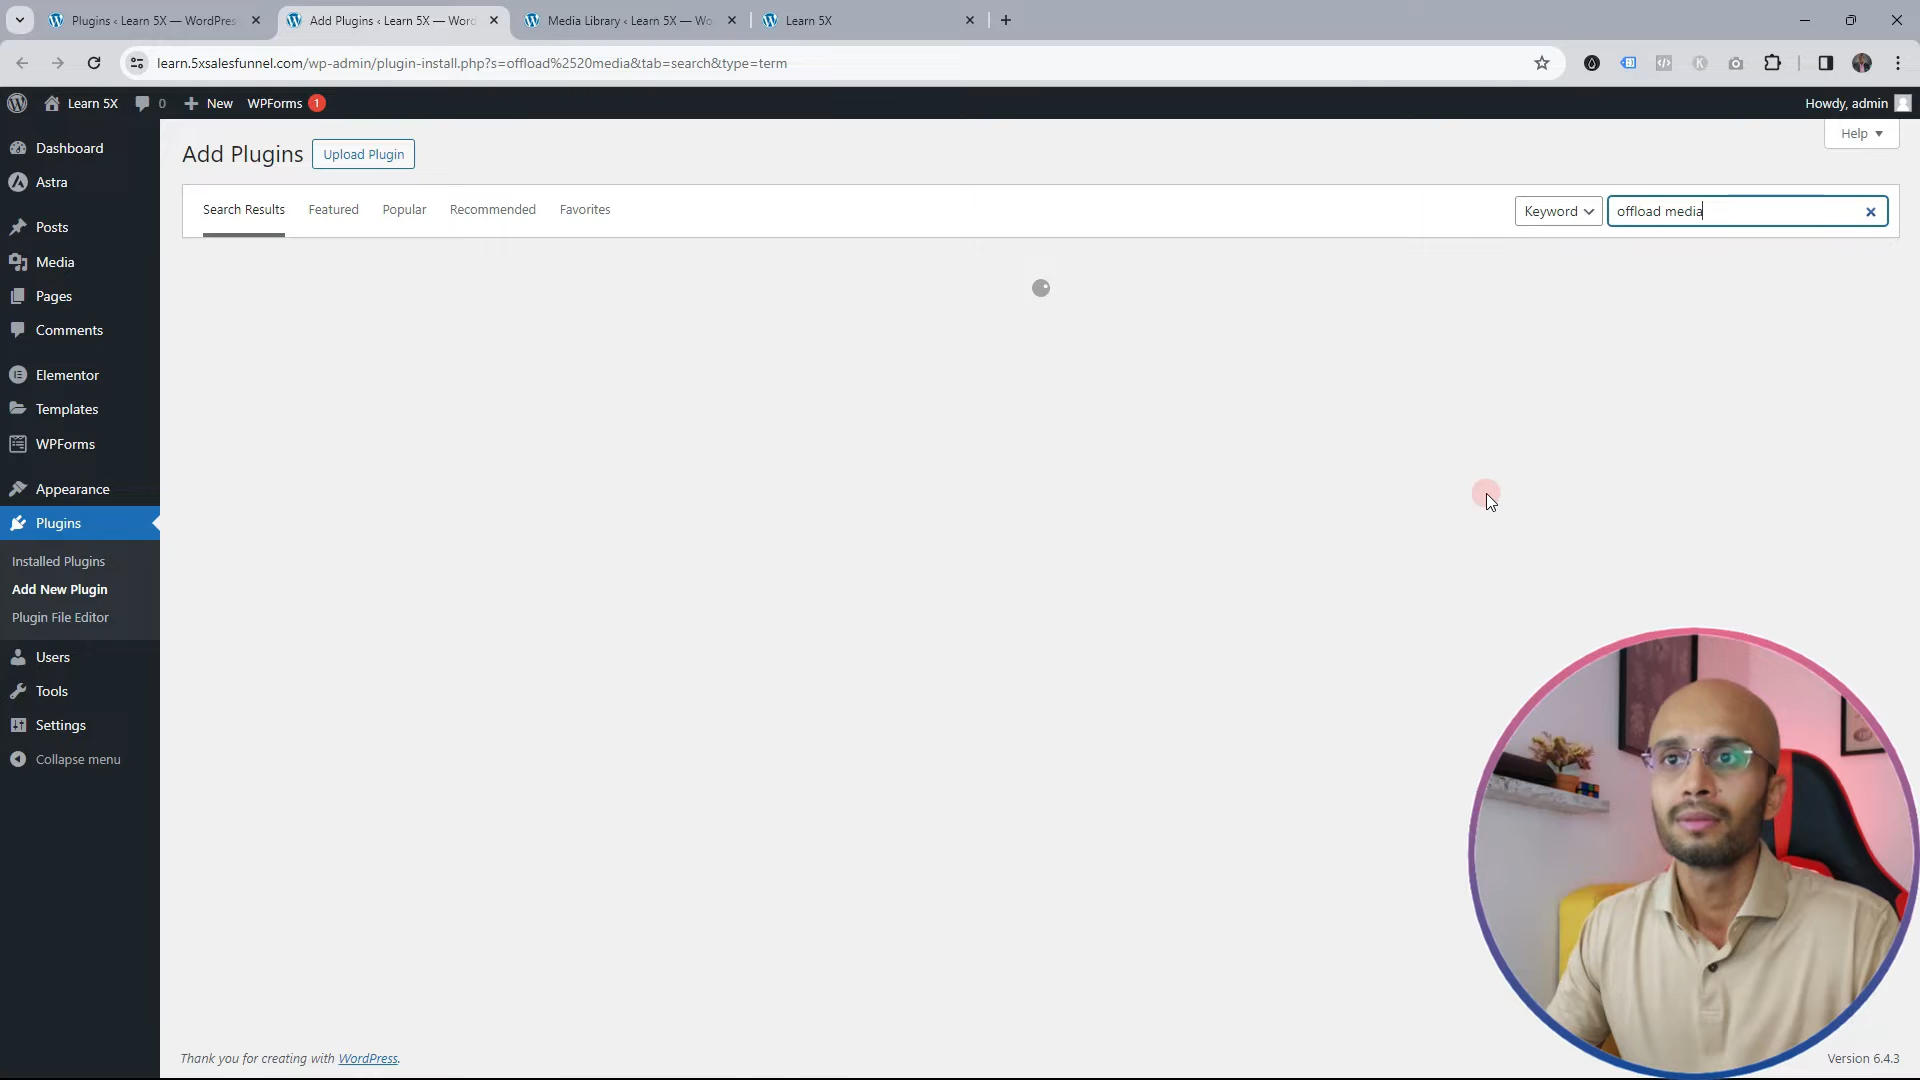 Plugins ‹ Learn 5X — WordPres
Add Plugins ‹ Learn 5X — Word
Media Library ‹ Learn 5X — Wo
Learn 5X
learn.5xsalesfunnel.com/wp-admin/plugin-install.php?s=offload%2520media&tab=search&type=term
Learn 5X
0
New
WPForms
1
Howdy, admin
Help
Dashboard
Astra
Posts
Media
Pages
Comments
Elementor
Templates
WPForms
Appearance
Plugins
Installed Plugins
Add New Plugin
Plugin File Editor
Users
Tools
Settings
Collapse menu
Add Plugins
Upload Plugin
Search Results
Featured
Popular
Recommended
Favorites
Keyword
offload media
Thank you for creating with WordPress.
Version 6.4.3